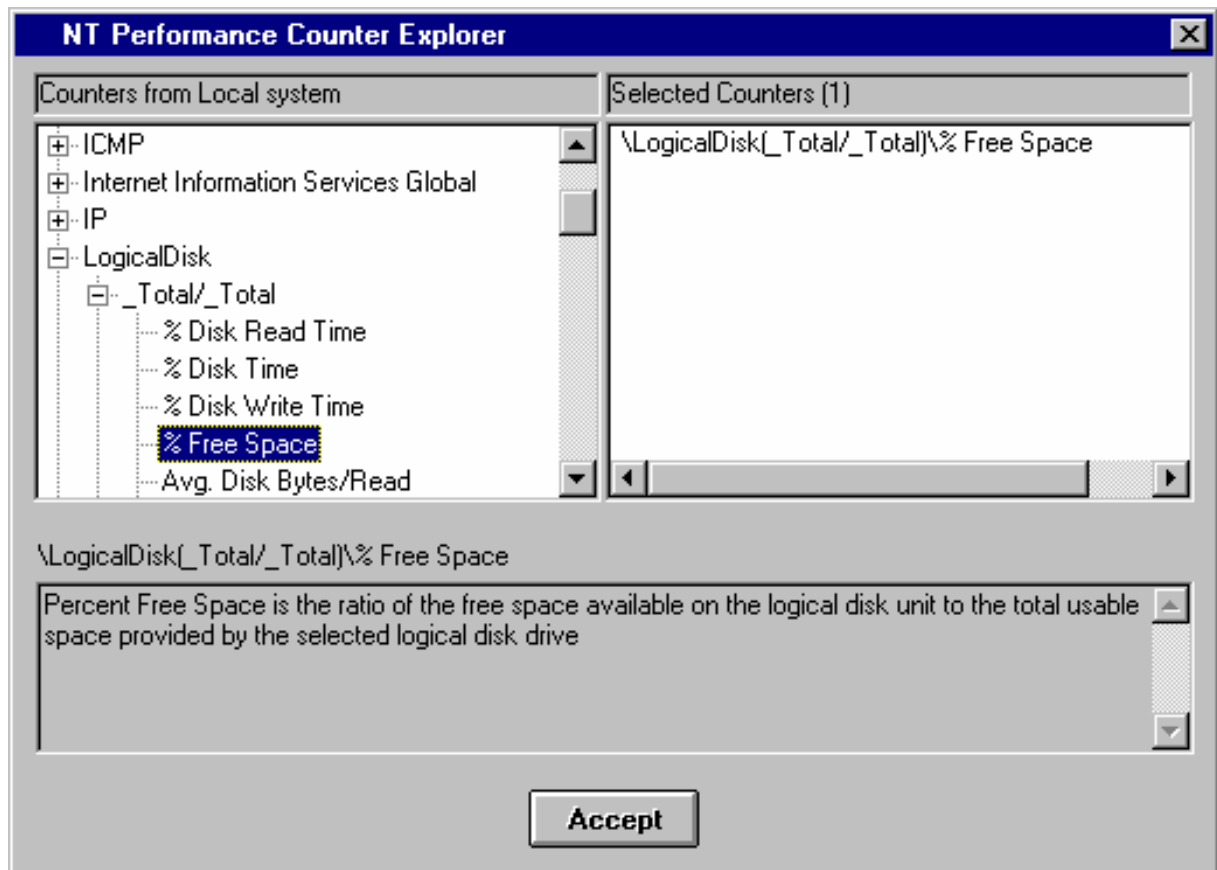 NT Performance Counter Explorer
Counters from Local system
Selected Counters (1)
ICMP
Internet Information Services Global
IP
LogicalDisk
_Total/_Total
% Disk Read Time
% Disk Time
% Disk Write Time
% Free Space
Avg. Disk Bytes/Read
\LogicalDisk(_Total/_Total)\% Free Space
\LogicalDisk(_Total/_Total)\% Free Space
Percent Free Space is the ratio of the free space available on the logical disk unit to the total usable
space provided by the selected logical disk drive
Accept